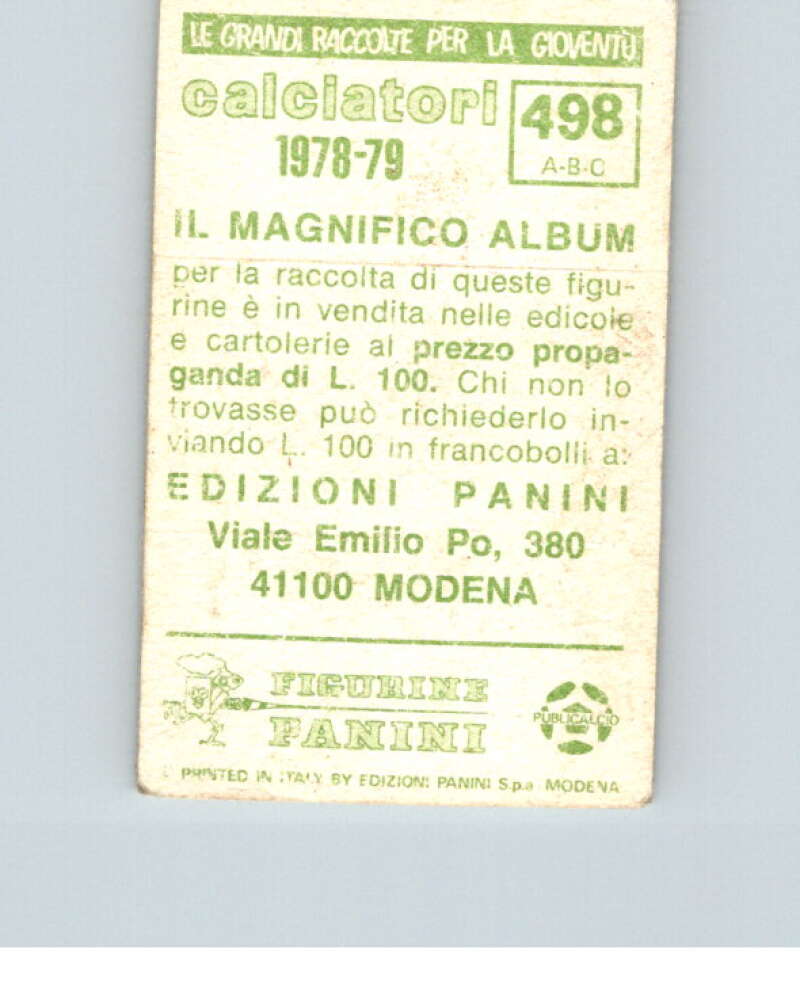 LE GRANDI RACCOLTE PER LA GIOVENTÙ
calciatori
498
1978-79
A-B-C
IL MAGNIFICO ALBUM
per la raccolta di queste figu-
rine è in vendita nelle edicole
e cartolerie al prezzo propa-
ganda di L. 100. Chi non lo
trovasse può richiederlo in-
viando L. 100 in francobolli a:
EDIZIONI PANINI
Viale Emilio Po, 380
41100 MODENA
FIGURINE
PANINI
PUBLICALCIO
PRINTED IN ITALY BY EDIZIONI PANINI S.p.a. MODENA